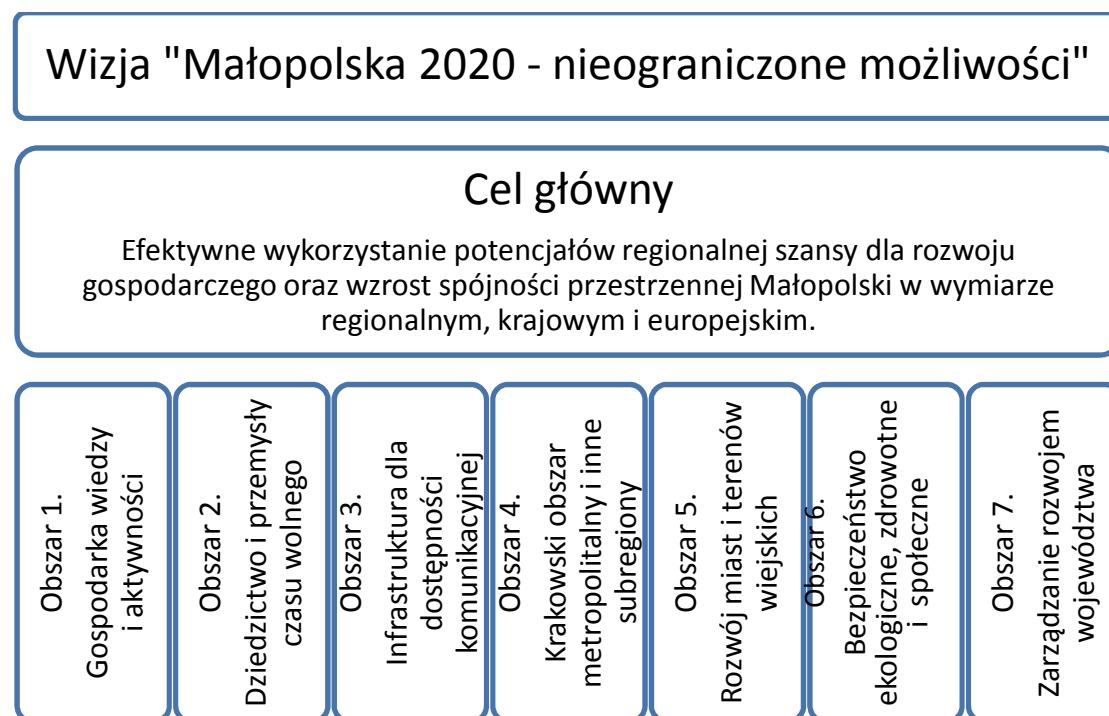 Wizja "Małopolska 2020 - nieograniczone możliwości"
Cel główny
Efektywne wykorzystanie potencjałów regionalnej szansy dla rozwoju
gospodarczego oraz wzrost spójności przestrzennej Małopolski w wymiarze
regionalnym, krajowym i europejskim.
Obszar 1.
Gospodarka wiedzy
i aktywności
Obszar 2.
Dziedzictwo i przemysły
czasu wolnego
Obszar 3.
Infrastruktura dla
dostępności
komunikacyjnej
Obszar 4.
Krakowski obszar
metropolitalny i inne
subregiony
Obszar 5.
Rozwój miast i terenów
wiejskich
Obszar 6.
Bezpieczeństwo
ekologiczne, zdrowotne
i społeczne
Obszar 7.
Zarządzanie rozwojem
województwa